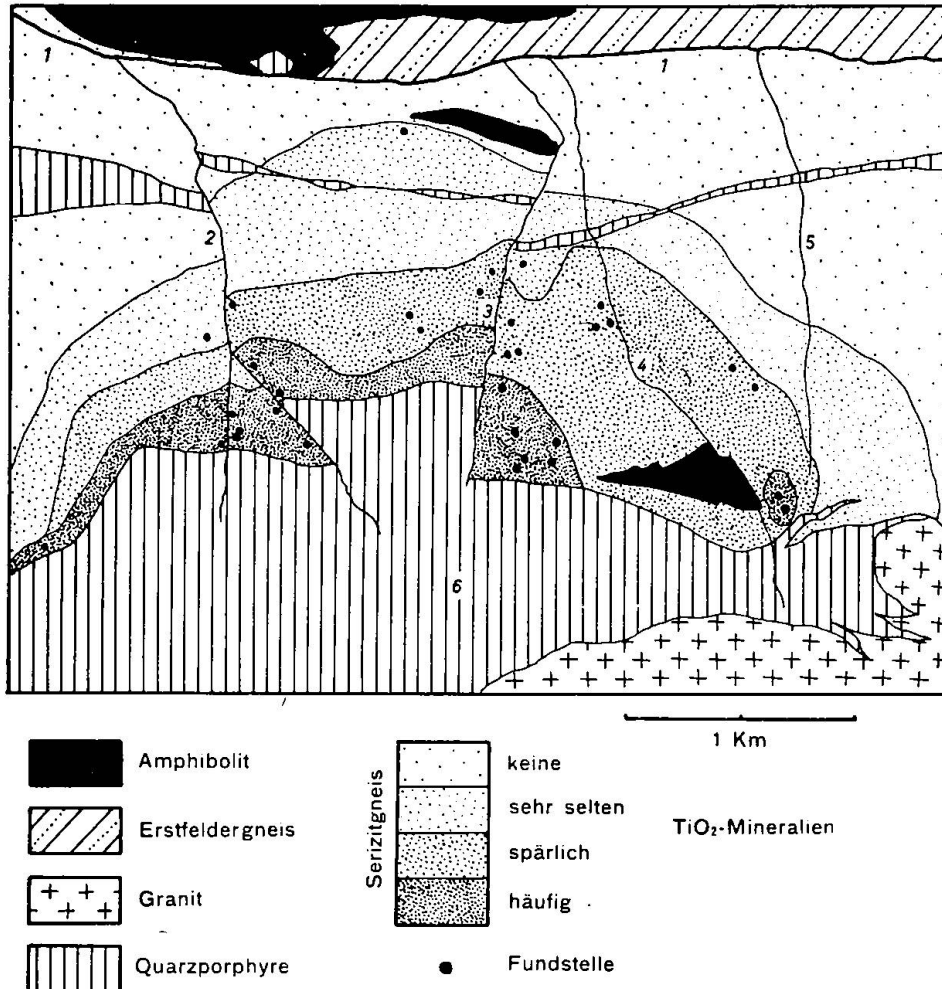 1
1
2
5
3
4
6
1 Km
Amphibolit
Erstfeldergneis
Granit
Quarzporphyre
Serizitgneis
keine
sehr selten
spärlich
häufig
TiO₂-Mineralien
Fundstelle